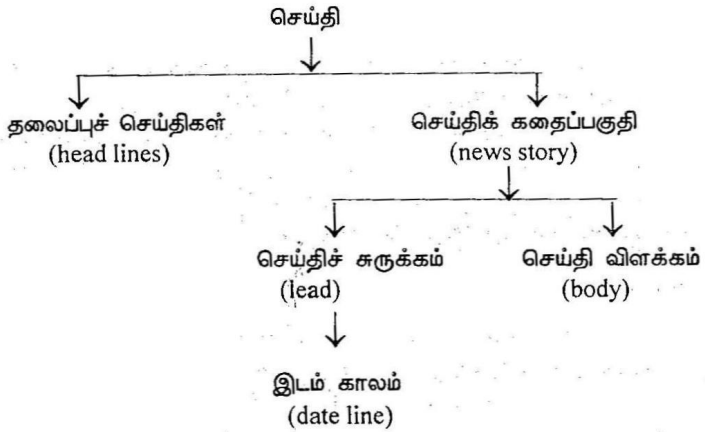 செய்தி
தலைப்புச் செய்திகள் செய்திக் கதைப்பகுதி
(head lines) (news story)
செய்திச் சுருக்கம் செய்தி விளக்கம்
(lead) (body)
இடம் காலம்
(date line)